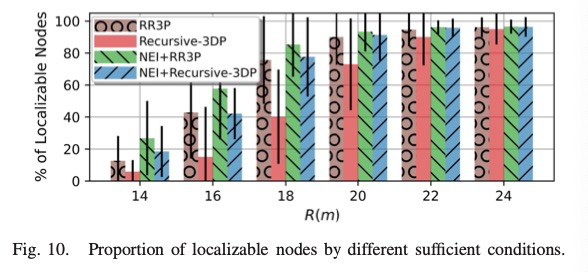 100
80
60
40
20
0
% of Localizable Nodes
RR3P
Recursive-3DP
NEI+RR3P
NEI+Recursive-3DP
14 16 18 20 22 24
R(m)
Fig. 10. Proportion of localizable nodes by different sufficient conditions.